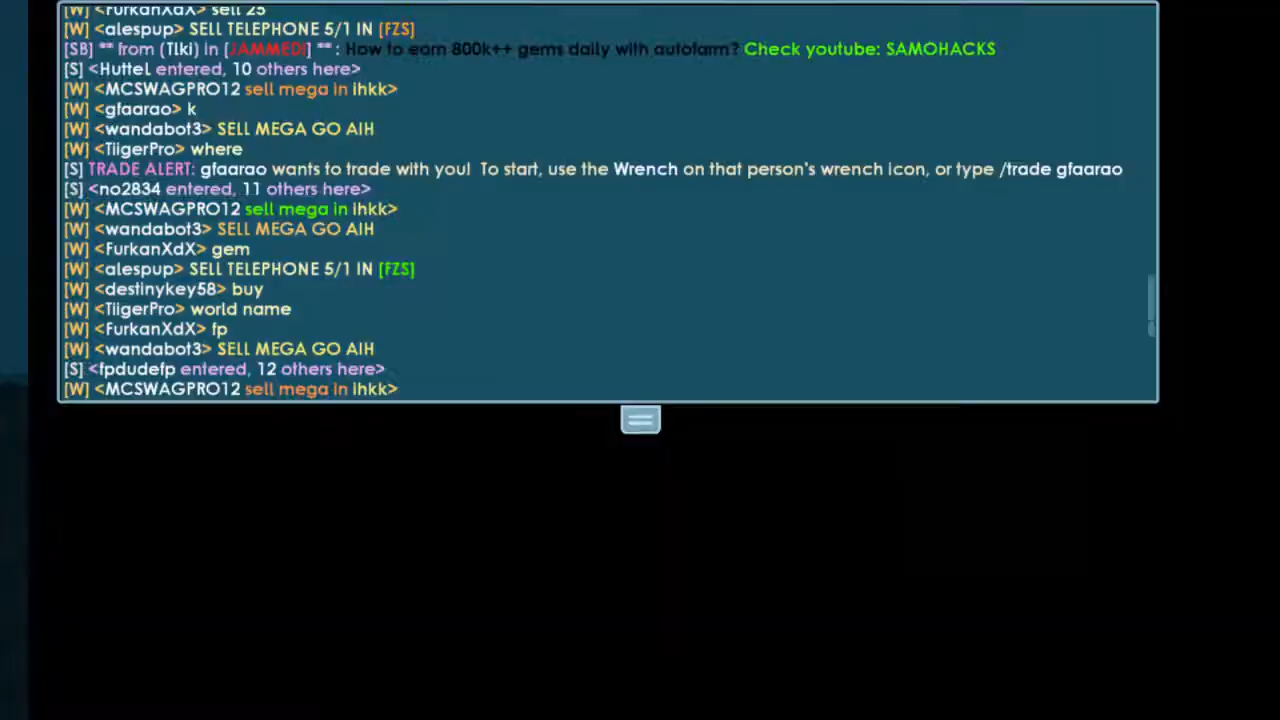 [W] <FurkanXdX> sell 25
[W] <alespup> SELL TELEPHONE 5/1 IN [FZS]
[SB] ** from (Tlki) in [JAMMEDI] ** : How to earn 800k++ gems daily with autofarm? Check youtube: SAMOHACKS
[S] <HutteL entered, 10 others here>
[W] <MCSWAGPRO12 sell mega in ihkk>
[W] <gfaarao> k
[W] <wandabot3> SELL MEGA GO AIH
[W] <TiigerPro> where
[S] TRADE ALERT: gfaarao wants to trade with you! To start, use the Wrench on that person's wrench icon, or type /trade gfaarao
[S] <no2834 entered, 11 others here>
[W] <MCSWAGPRO12 sell mega in ihkk>
[W] <wandabot3> SELL MEGA GO AIH
[W] <FurkanXdX> gem
[W] <alespup> SELL TELEPHONE 5/1 IN [FZS]
[W] <destinykey58> buy
[W] <TiigerPro> world name
[W] <FurkanXdX> fp
[W] <wandabot3> SELL MEGA GO AIH
[S] <fpdudefp entered, 12 others here>
[W] <MCSWAGPRO12 sell mega in ihkk>